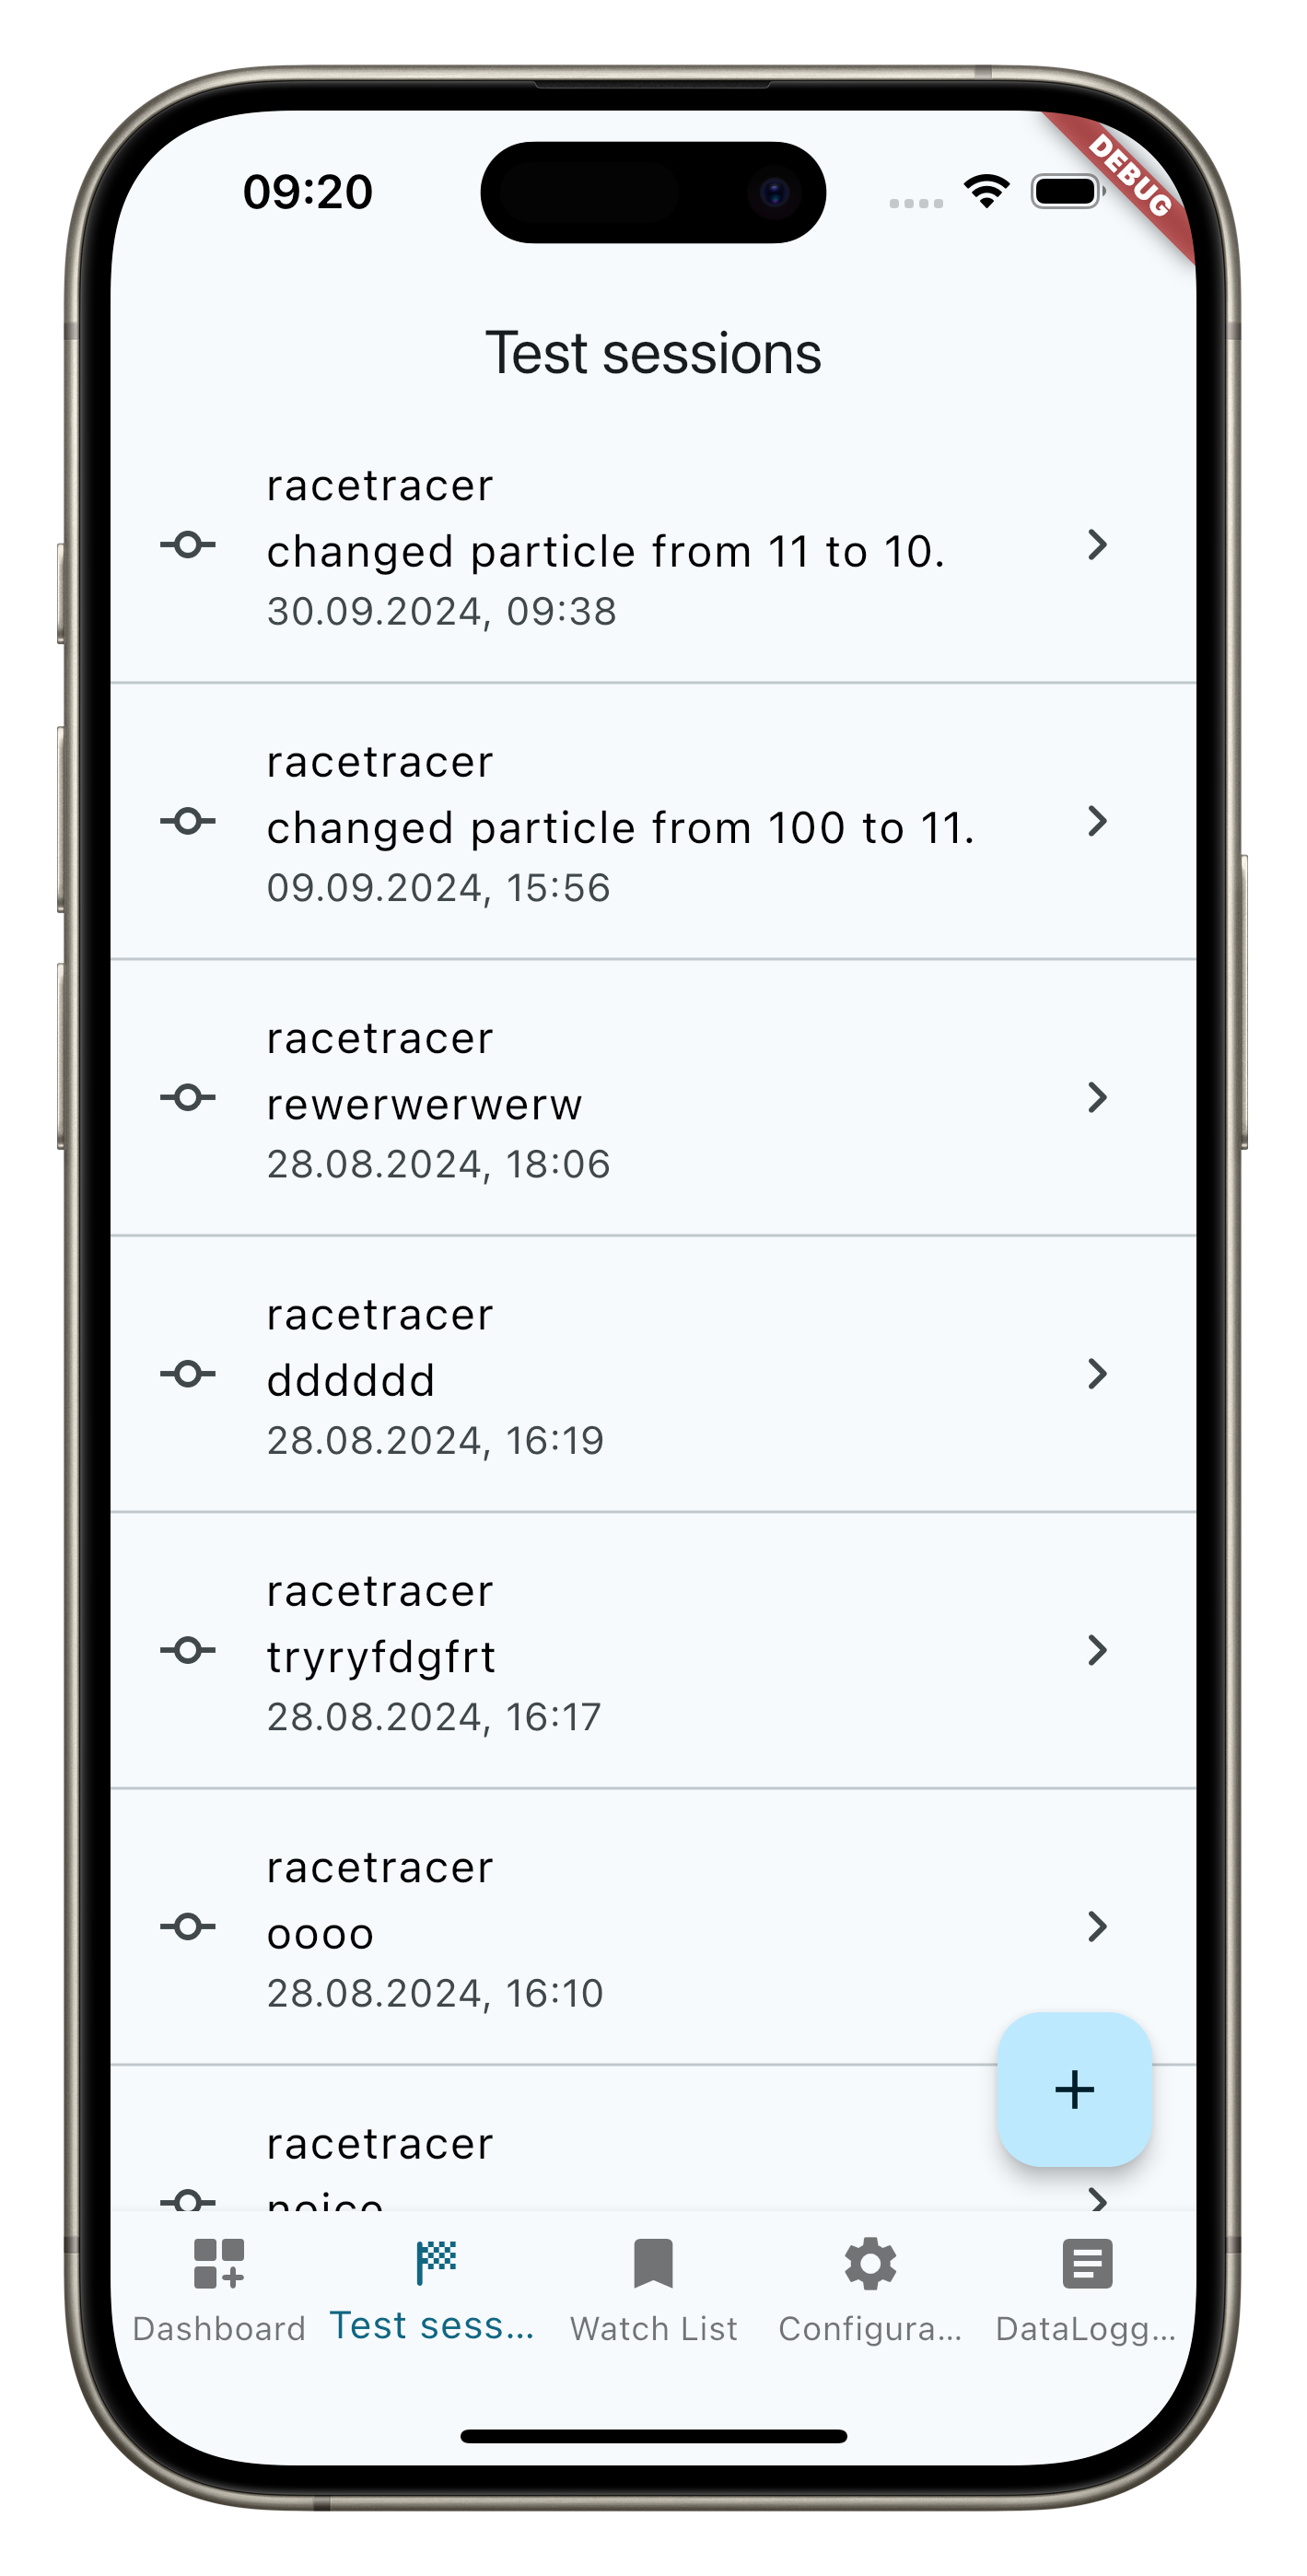 09:20
DEBUG
Test sessions
racetracer
changed particle from 11 to 10.
30.09.2024, 09:38
racetracer
changed particle from 100 to 11.
09.09.2024, 15:56
racetracer
rewerwerwerw
28.08.2024, 18:06
racetracer
dddddd
28.08.2024, 16:19
racetracer
tryryfdgfrt
28.08.2024, 16:17
racetracer
oooo
28.08.2024, 16:10
racetracer
Dashboard
Test sess...
Watch List
Configura...
DataLogg...